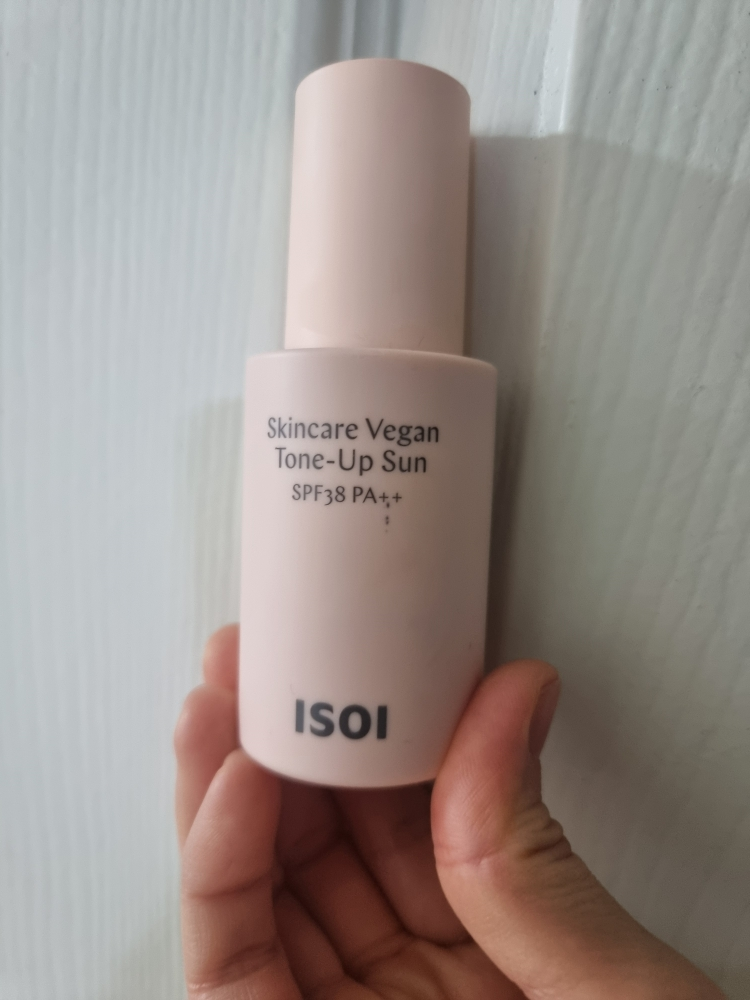 Skincare Vegan
Tone-Up Sun
SPF38 PA++
ISOI